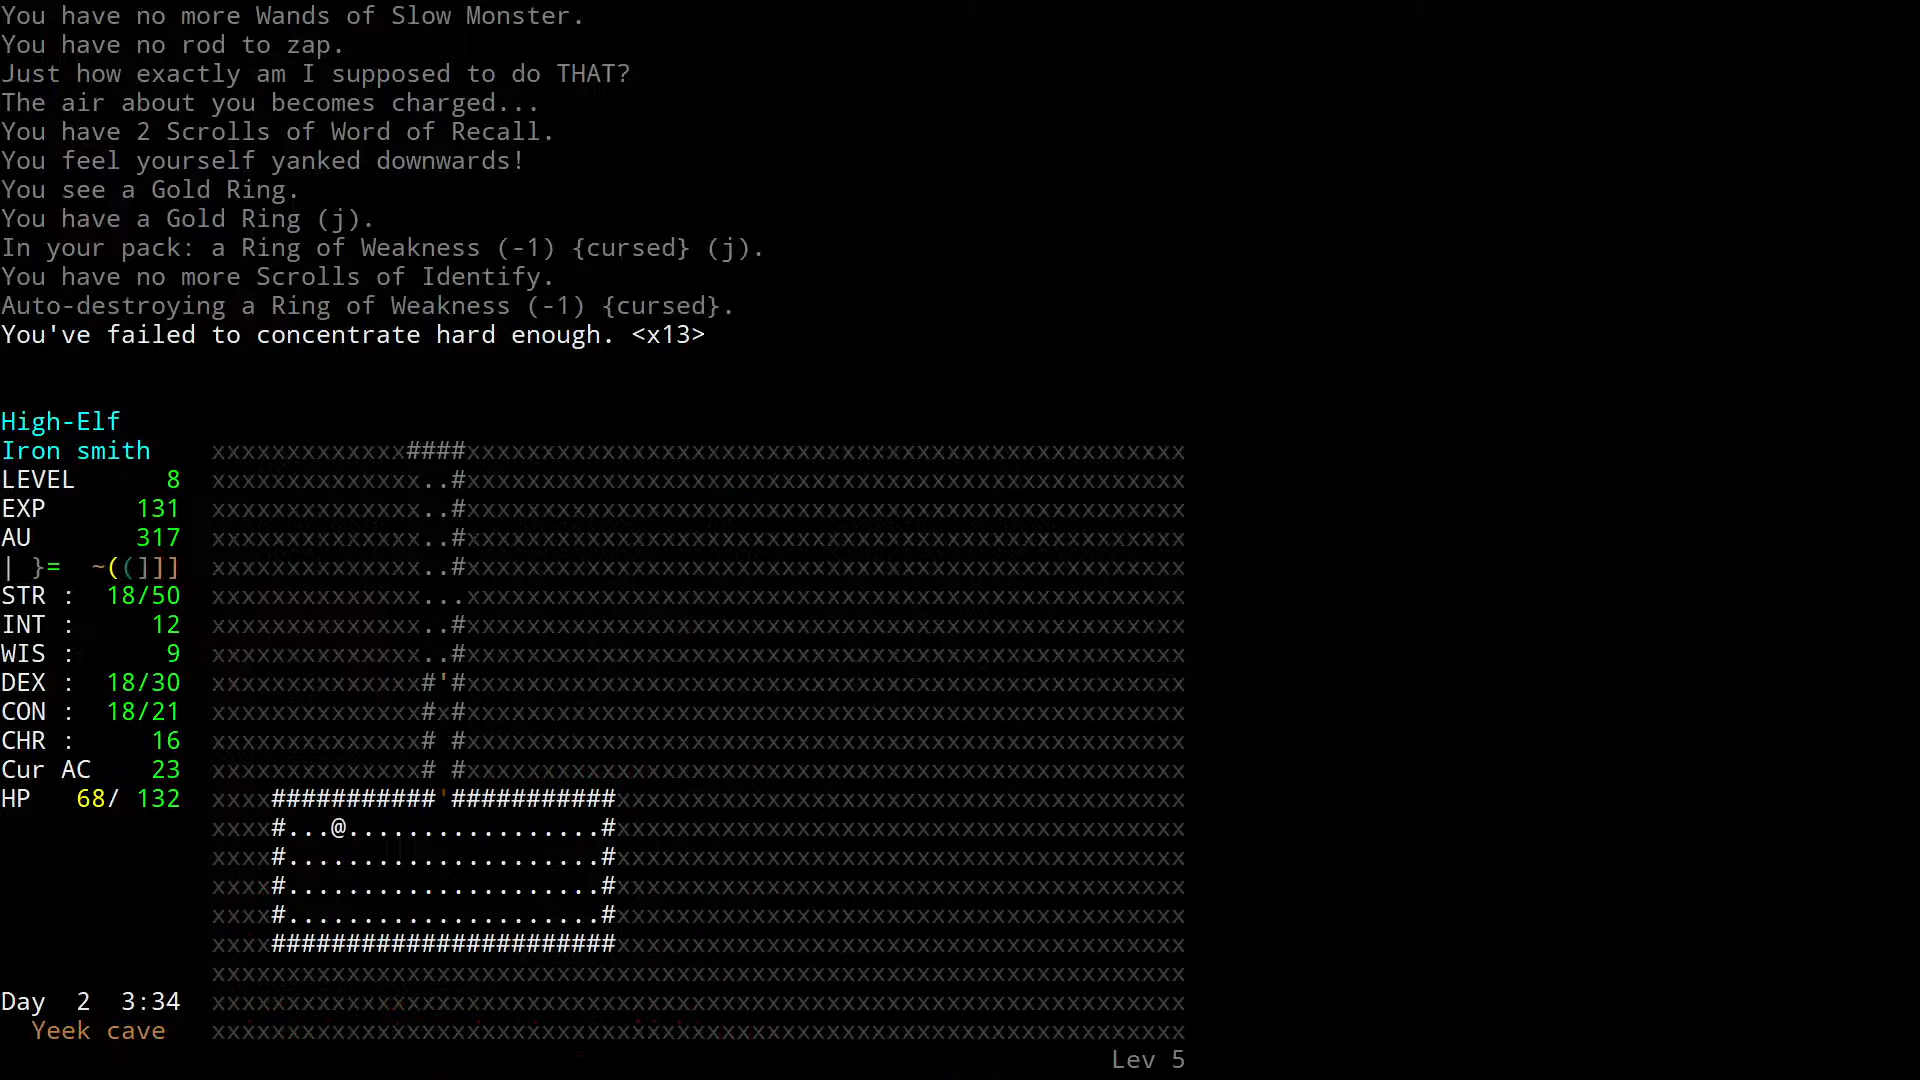 You have no more Wands of Slow Monster.
You have no rod to zap.
Just how exactly am I supposed to do THAT?
The air about you becomes charged...
You have 2 Scrolls of Word of Recall.
You feel yourself yanked downwards!
You see a Gold Ring.
You have a Gold Ring (j).
In your pack: a Ring of Weakness (-1) {cursed} (j).
You have no more Scrolls of Identify.
Auto-destroying a Ring of Weakness (-1) {cursed}.
You've failed to concentrate hard enough. <x13>
High-Elf
Iron smith
LEVEL 8
EXP 131
AU 317
| }= ~((]]]
STR : 18/50
INT : 12
WIS : 9
DEX : 18/30
CON : 18/21
CHR : 16
Cur AC 23
HP 68/ 132
Day 2 3:34
Yeek cave
Lev 5